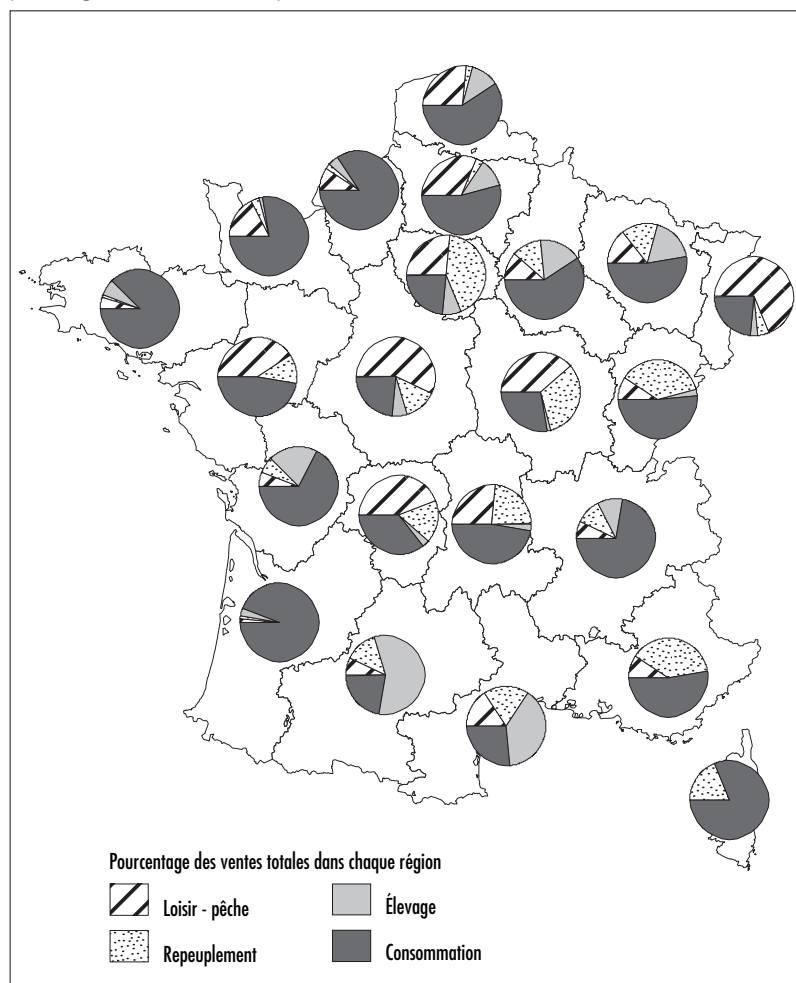 Pourcentage des ventes totales dans chaque région
Loisir - pêche
Élevage
Repeuplement
Consommation